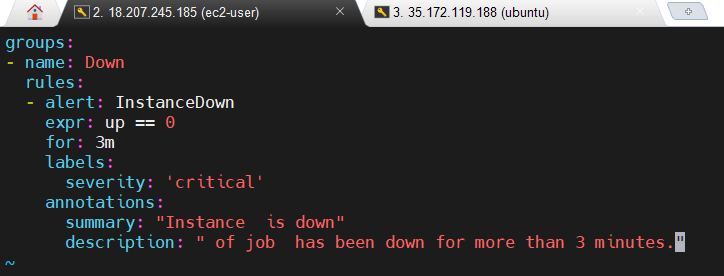 2. 18.207.245.185 (ec2-user)
3. 35.172.119.188 (ubuntu)
groups:
- name: Down
  rules:
  - alert: InstanceDown
    expr: up == 0
    for: 3m
    labels:
      severity: 'critical'
    annotations:
      summary: "Instance  is down"
      description: " of job  has been down for more than 3 minutes."
~